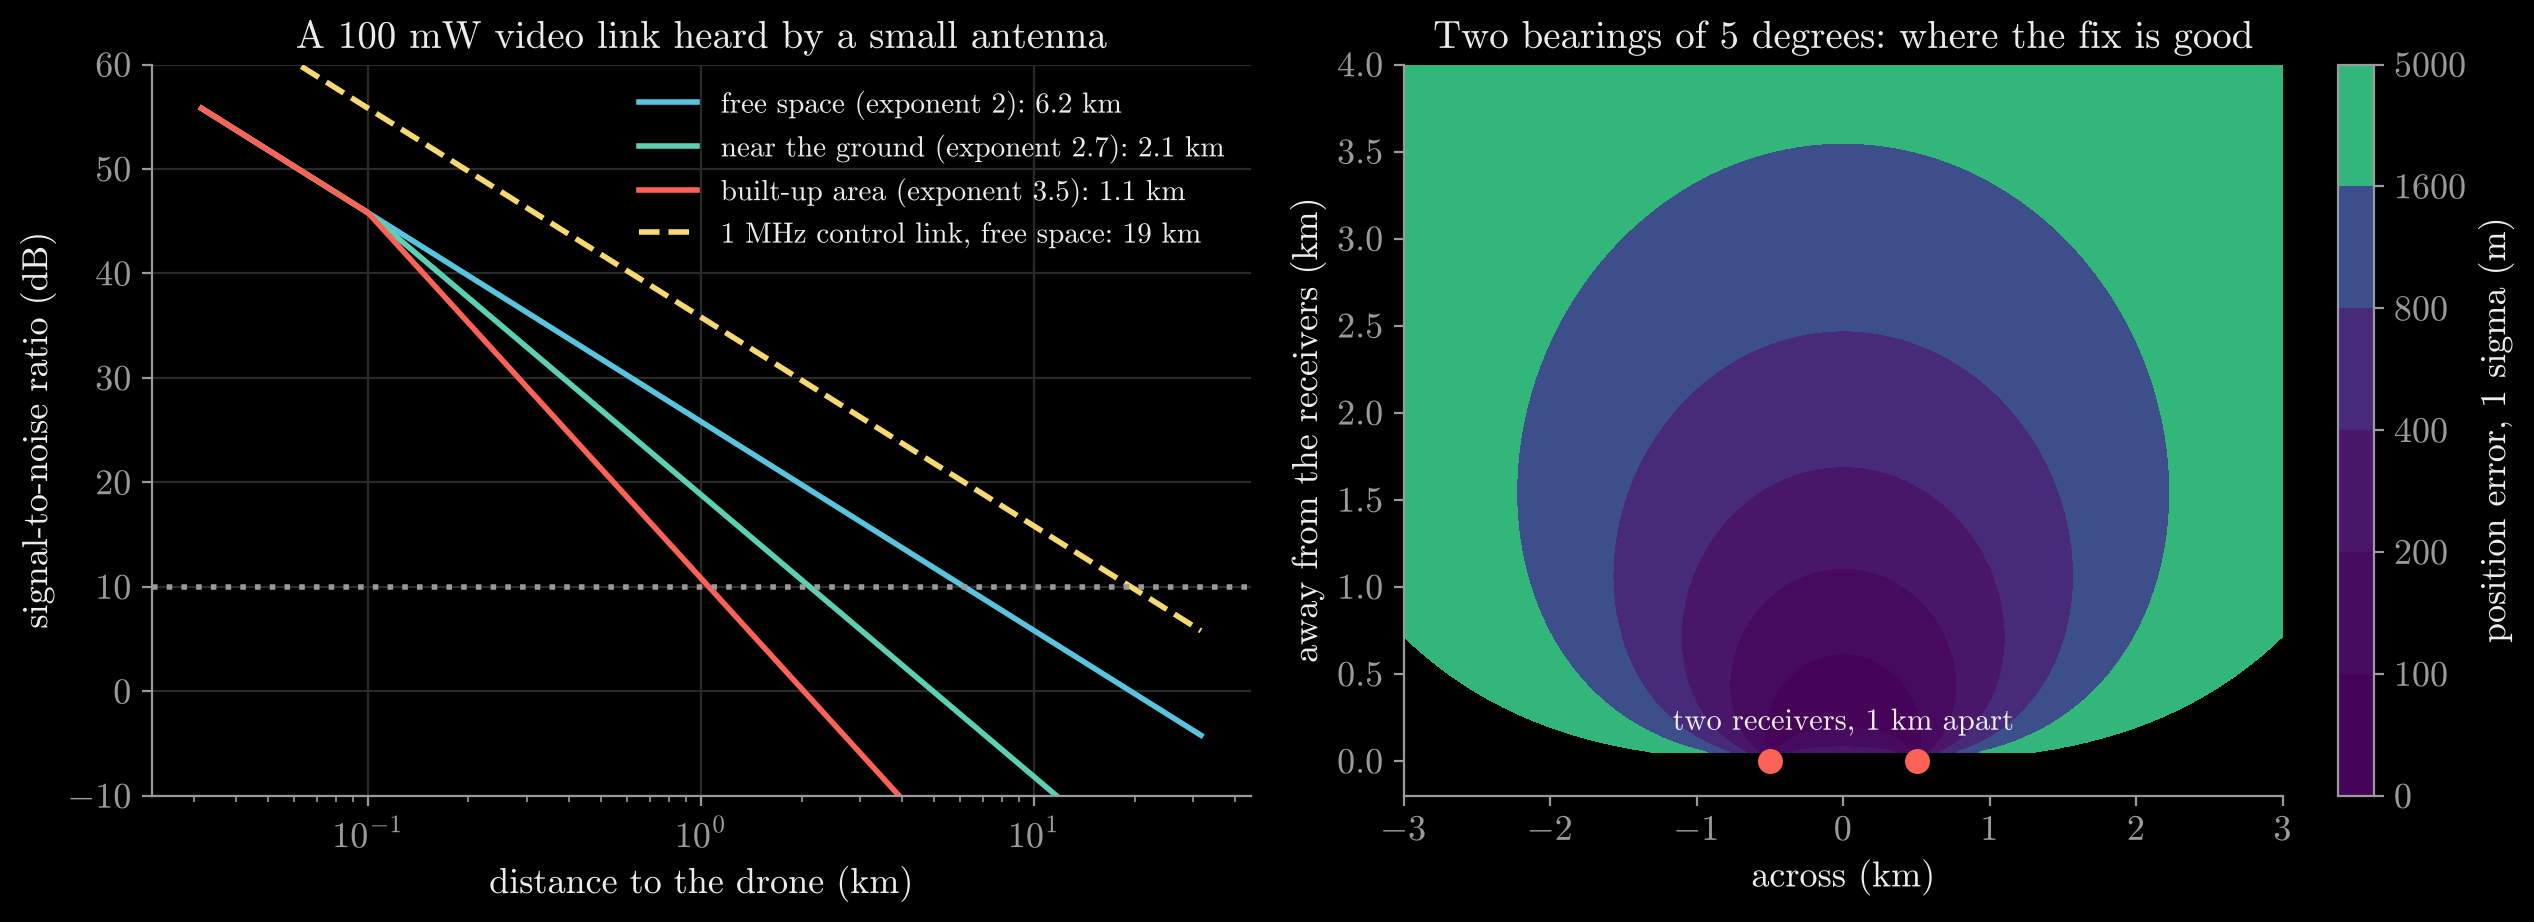 A 100 mW video link heard by a small antenna
60
50
40
30
20
10
0
−10
signal-to-noise ratio (dB)
free space (exponent 2): 6.2 km
near the ground (exponent 2.7): 2.1 km
built-up area (exponent 3.5): 1.1 km
1 MHz control link, free space: 19 km
10⁻¹
10⁰
10¹
distance to the drone (km)
Two bearings of 5 degrees: where the fix is good
4.0
3.5
3.0
2.5
2.0
1.5
1.0
0.5
0.0
away from the receivers (km)
two receivers, 1 km apart
−3
−2
−1
0
1
2
3
across (km)
5000
1600
800
400
200
100
0
position error, 1 sigma (m)